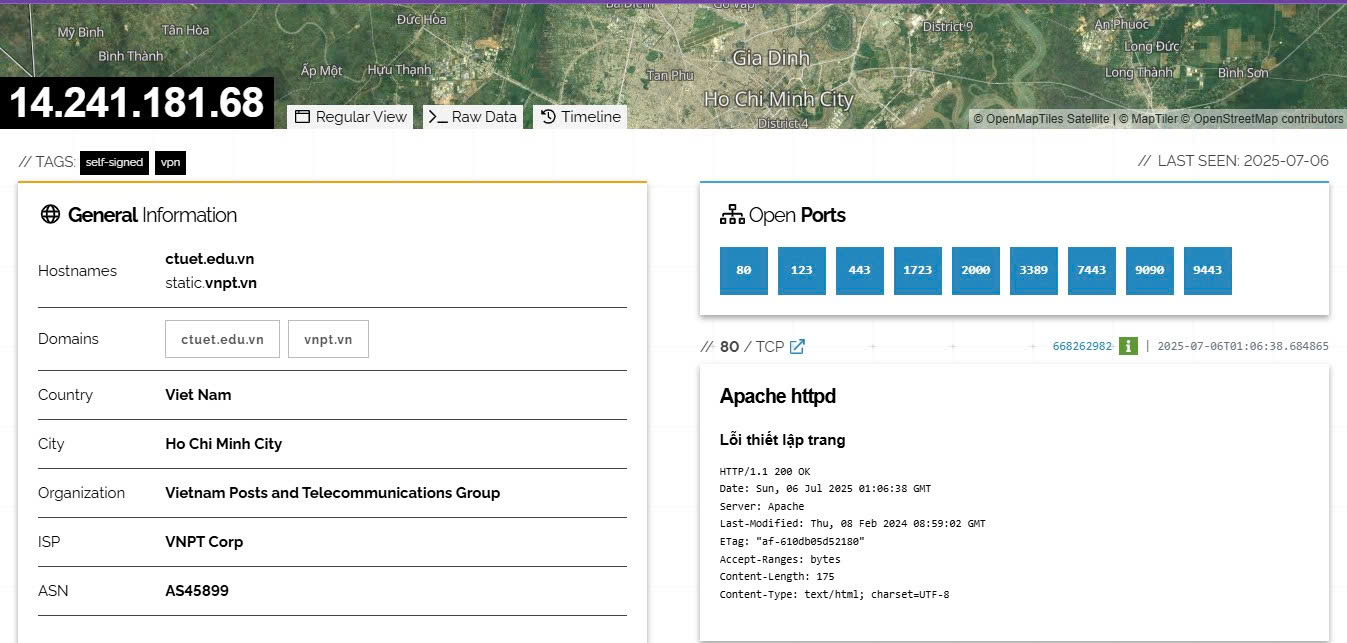 Mỹ Bình
Tân Hòa
Đức Hòa
Gò Vấp
District 9
An Phuoc
Bình Thành
Gia Dinh
Long Đức
Ấp Một
Hựu Thạnh
Tan Phu
Long Thành
Bình Sơn
Ho Chi Minh City
District 4
14.241.181.68
Regular View
Raw Data
Timeline
© OpenMapTiles Satellite | © MapTiler © OpenStreetMap contributors
// TAGS: self-signed vpn
// LAST SEEN: 2025-07-06
General Information
Hostnames
ctuet.edu.vn
static.vnpt.vn
Domains
ctuet.edu.vn
vnpt.vn
Country
Viet Nam
City
Ho Chi Minh City
Organization
Vietnam Posts and Telecommunications Group
ISP
VNPT Corp
ASN
AS45899
Open Ports
80 123 443 1723 2000 3389 7443 9090 9443
// 80 / TCP
668262982 i | 2025-07-06T01:06:38.684865
Apache httpd
Lỗi thiết lập trang
HTTP/1.1 200 OK
Date: Sun, 06 Jul 2025 01:06:38 GMT
Server: Apache
Last-Modified: Thu, 08 Feb 2024 08:59:02 GMT
ETag: "af-610db05d52180"
Accept-Ranges: bytes
Content-Length: 175
Content-Type: text/html; charset=UTF-8